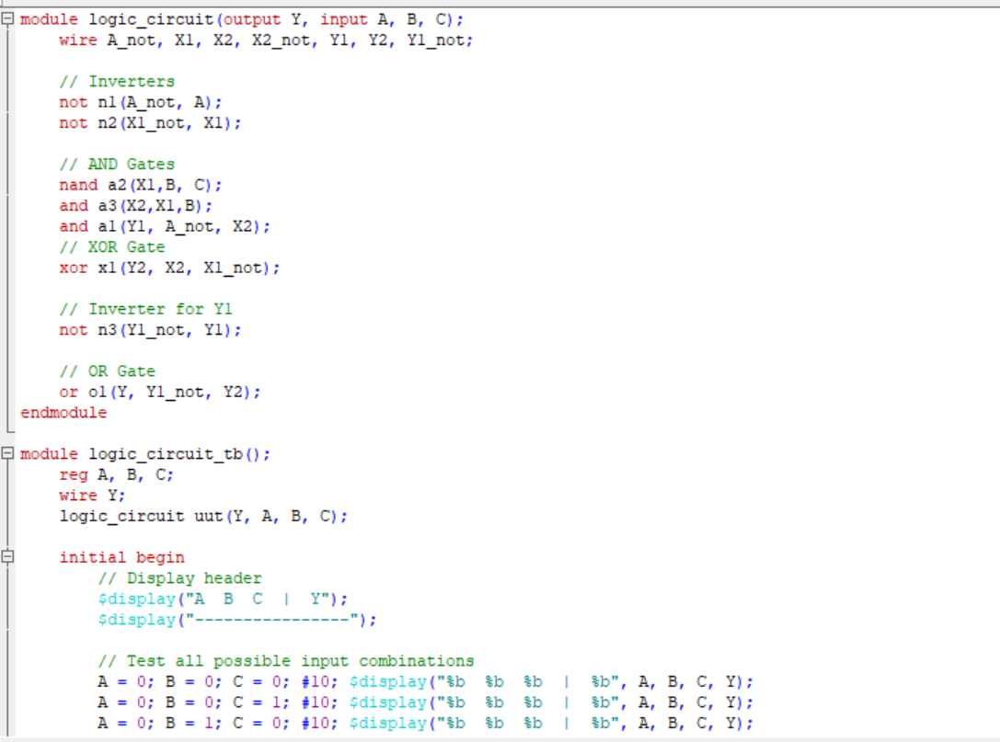 module logic_circuit(output Y, input A, B, C);
    wire A_not, X1, X2, X2_not, Y1, Y2, Y1_not;

    // Inverters
    not n1(A_not, A);
    not n2(X1_not, X1);

    // AND Gates
    nand a2(X1,B, C);
    and a3(X2,X1,B);
    and a1(Y1, A_not, X2);
    // XOR Gate
    xor x1(Y2, X2, X1_not);

    // Inverter for Y1
    not n3(Y1_not, Y1);

    // OR Gate
    or o1(Y, Y1_not, Y2);
endmodule

module logic_circuit_tb();
    reg A, B, C;
    wire Y;
    logic_circuit uut(Y, A, B, C);

    initial begin
        // Display header
        $display("A  B  C  |  Y");
        $display("----------------");

        // Test all possible input combinations
        A = 0; B = 0; C = 0; #10; $display("%b  %b  %b  |  %b", A, B, C, Y);
        A = 0; B = 0; C = 1; #10; $display("%b  %b  %b  |  %b", A, B, C, Y);
        A = 0; B = 1; C = 0; #10; $display("%b  %b  %b  |  %b", A, B, C, Y);